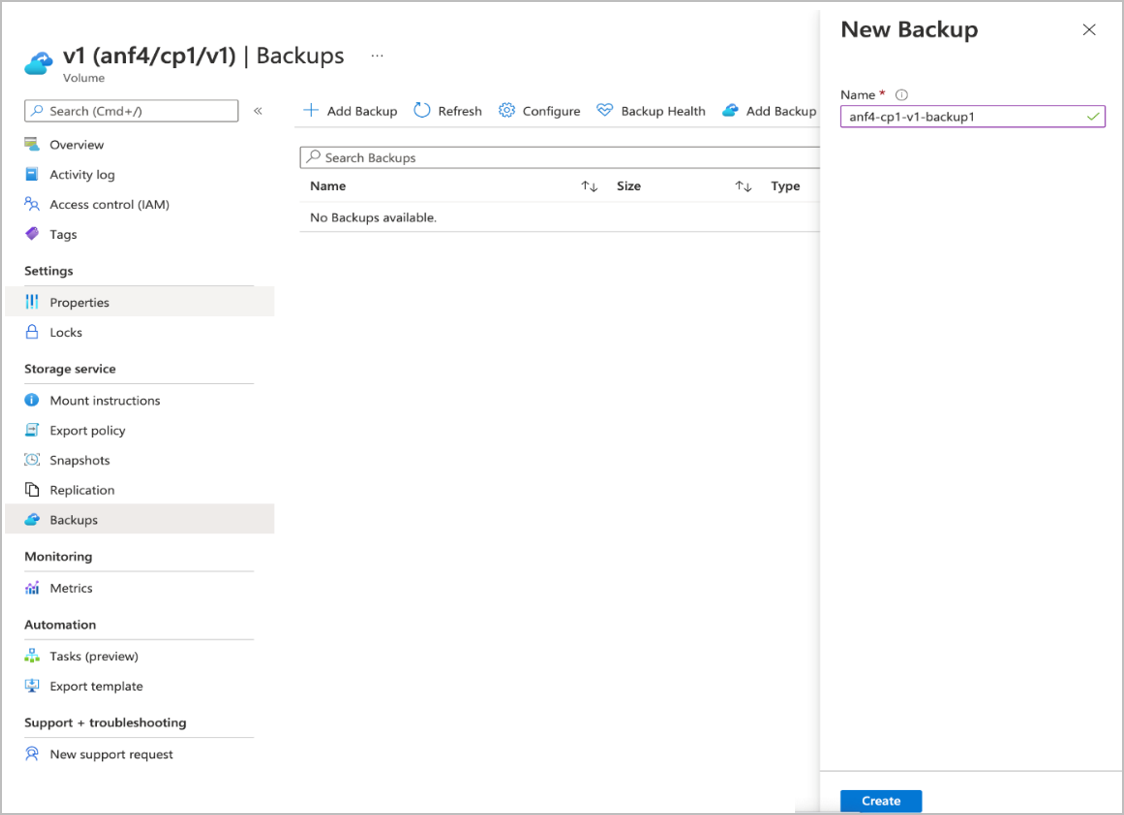 v1 (anf4/cp1/v1) | Backups ...
Volume
Search (Cmd+/) «
Overview
Activity log
Access control (IAM)
Tags
Settings
Properties
Locks
Storage service
Mount instructions
Export policy
Snapshots
Replication
Backups
Monitoring
Metrics
Automation
Tasks (preview)
Export template
Support + troubleshooting
New support request
Add Backup Refresh Configure Backup Health Add Backup
Search Backups
Name ↑↓ Size ↑↓ Type
No Backups available.
New Backup
Name *
anf4-cp1-v1-backup1
Create